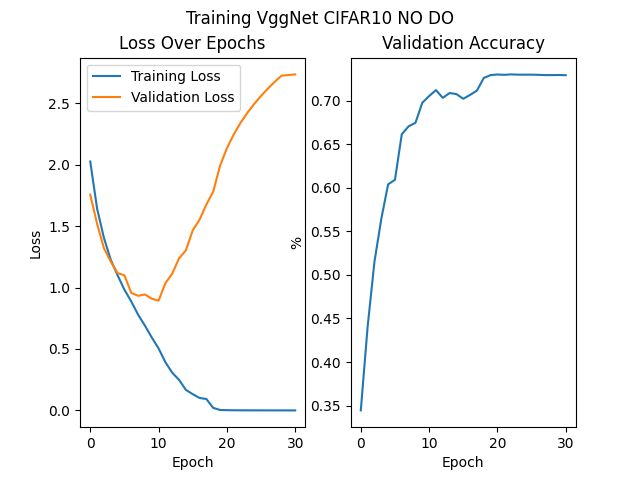 Training VggNet CIFAR10 NO DO
Loss Over Epochs
Training Loss
Validation Loss
2.5
2.0
1.5
1.0
0.5
0.0
Loss
0
10
20
30
Epoch
Validation Accuracy
0.70
0.65
0.60
0.55
0.50
0.45
0.40
0.35
%
0
10
20
30
Epoch